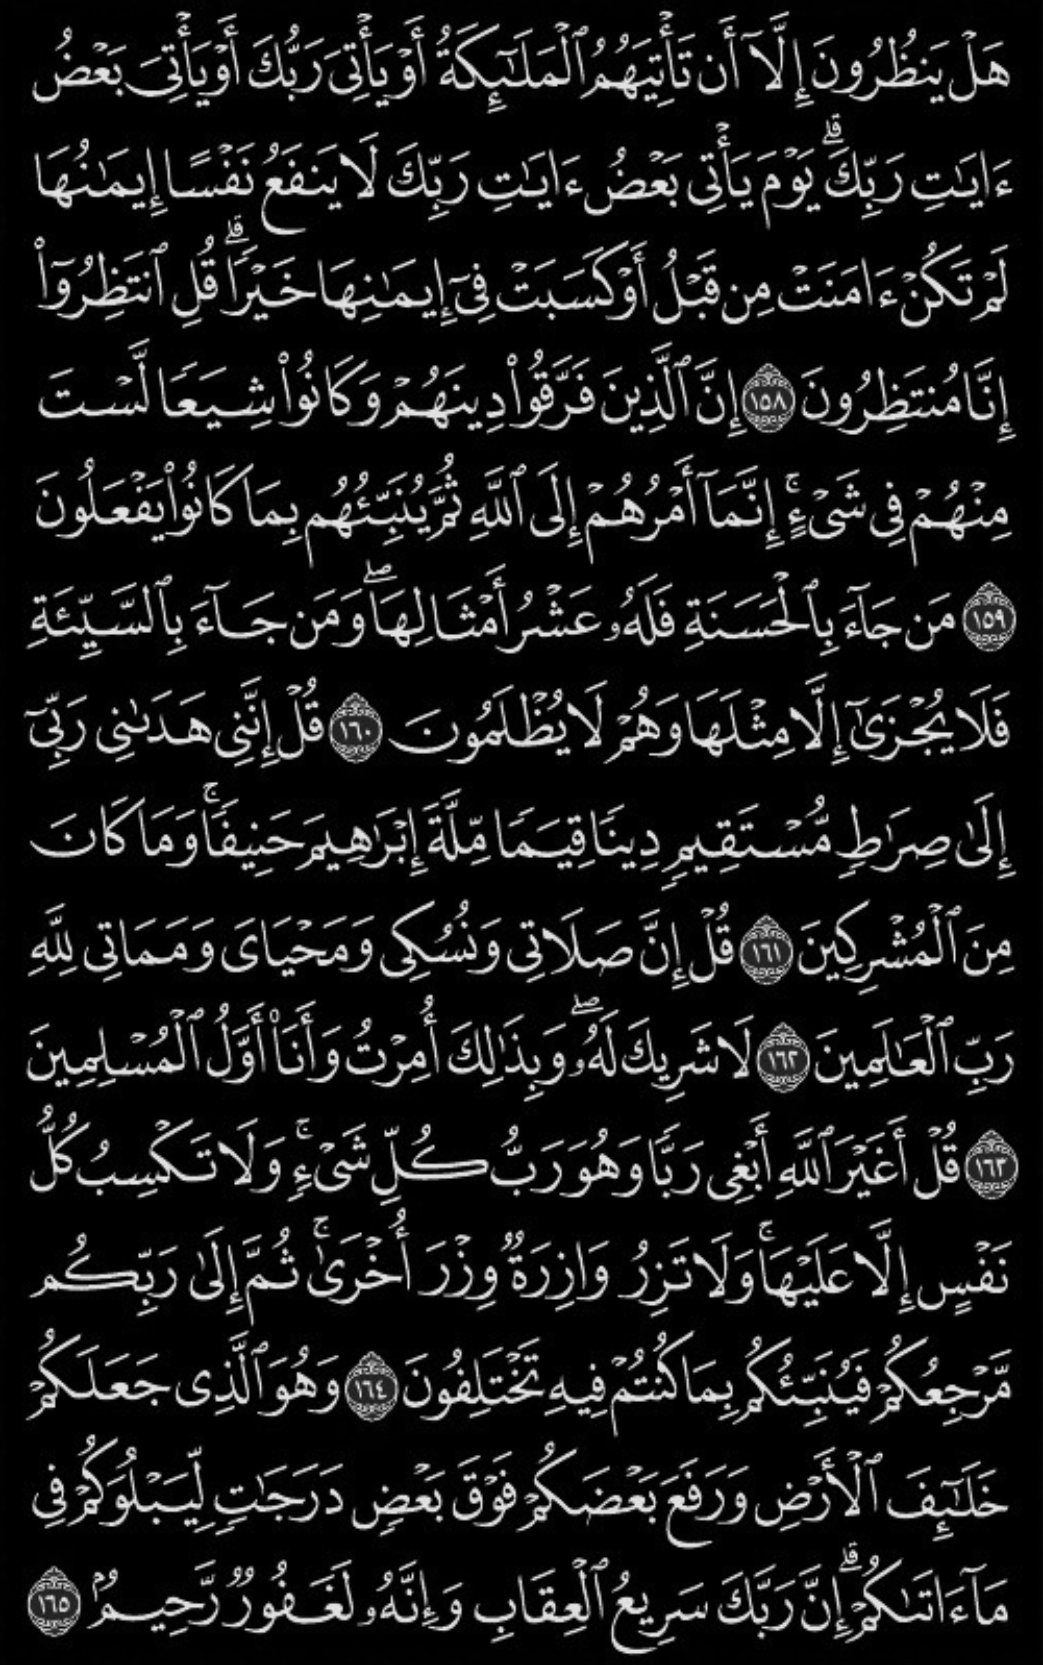 هَلۡ يَنظُرُونَ إِلَّآ أَن تَأۡتِيَهُمُ ٱلۡمَلَـٰٓئِكَةُ أَوۡ يَأۡتِىَ رَبُّكَ أَوۡ يَأۡتِىَ بَعۡضُ
ءَايَـٰتِ رَبِّكَۗ يَوۡمَ يَأۡتِى بَعۡضُ ءَايَـٰتِ رَبِّكَ لَا يَنفَعُ نَفۡسًا إِيمَـٰنُهَا
لَمۡ تَكُنۡ ءَامَنَتۡ مِن قَبۡلُ أَوۡ كَسَبَتۡ فِىٓ إِيمَـٰنِهَا خَيۡرٗاۗ قُلِ ٱنتَظِرُوٓاْ
إِنَّا مُنتَظِرُونَ ١٥٨ إِنَّ ٱلَّذِينَ فَرَّقُواْ دِينَهُمۡ وَكَانُواْ شِيَعٗا لَّسۡتَ
مِنۡهُمۡ فِى شَىۡءٍۚ إِنَّمَآ أَمۡرُهُمۡ إِلَى ٱللَّهِ ثُمَّ يُنَبِّئُهُم بِمَا كَانُواْ يَفۡعَلُونَ
١٥٩ مَن جَآءَ بِٱلۡحَسَنَةِ فَلَهُۥ عَشۡرُ أَمۡثَالِهَاۖ وَمَن جَآءَ بِٱلسَّيِّئَةِ
فَلَا يُجۡزَىٰٓ إِلَّا مِثۡلَهَا وَهُمۡ لَا يُظۡلَمُونَ ١٦٠ قُلۡ إِنَّنِى هَدَىٰنِى رَبِّىٓ
إِلَىٰ صِرَٰطٖ مُّسۡتَقِيمٖ دِينٗا قِيَمٗا مِّلَّةَ إِبۡرَٰهِيمَ حَنِيفٗاۚ وَمَا كَانَ
مِنَ ٱلۡمُشۡرِكِينَ ١٦١ قُلۡ إِنَّ صَلَاتِى وَنُسُكِى وَمَحۡيَاىَ وَمَمَاتِى لِلَّهِ
رَبِّ ٱلۡعَـٰلَمِينَ ١٦٢ لَا شَرِيكَ لَهُۥۖ وَبِذَٰلِكَ أُمِرۡتُ وَأَنَا۠ أَوَّلُ ٱلۡمُسۡلِمِينَ
١٦٣ قُلۡ أَغَيۡرَ ٱللَّهِ أَبۡغِى رَبّٗا وَهُوَ رَبُّ كُلِّ شَىۡءٖۚ وَلَا تَكۡسِبُ كُلُّ
نَفۡسٍ إِلَّا عَلَيۡهَاۚ وَلَا تَزِرُ وَازِرَةٞ وِزۡرَ أُخۡرَىٰۚ ثُمَّ إِلَىٰ رَبِّكُم
مَّرۡجِعُكُمۡ فَيُنَبِّئُكُم بِمَا كُنتُمۡ فِيهِ تَخۡتَلِفُونَ ١٦٤ وَهُوَ ٱلَّذِى جَعَلَكُمۡ
خَلَـٰٓئِفَ ٱلۡأَرۡضِ وَرَفَعَ بَعۡضَكُمۡ فَوۡقَ بَعۡضٖ دَرَجَـٰتٖ لِّيَبۡلُوَكُمۡ فِى
مَآ ءَاتَىٰكُمۡۗ إِنَّ رَبَّكَ سَرِيعُ ٱلۡعِقَابِ وَإِنَّهُۥ لَغَفُورٞ رَّحِيمُۢ ١٦٥